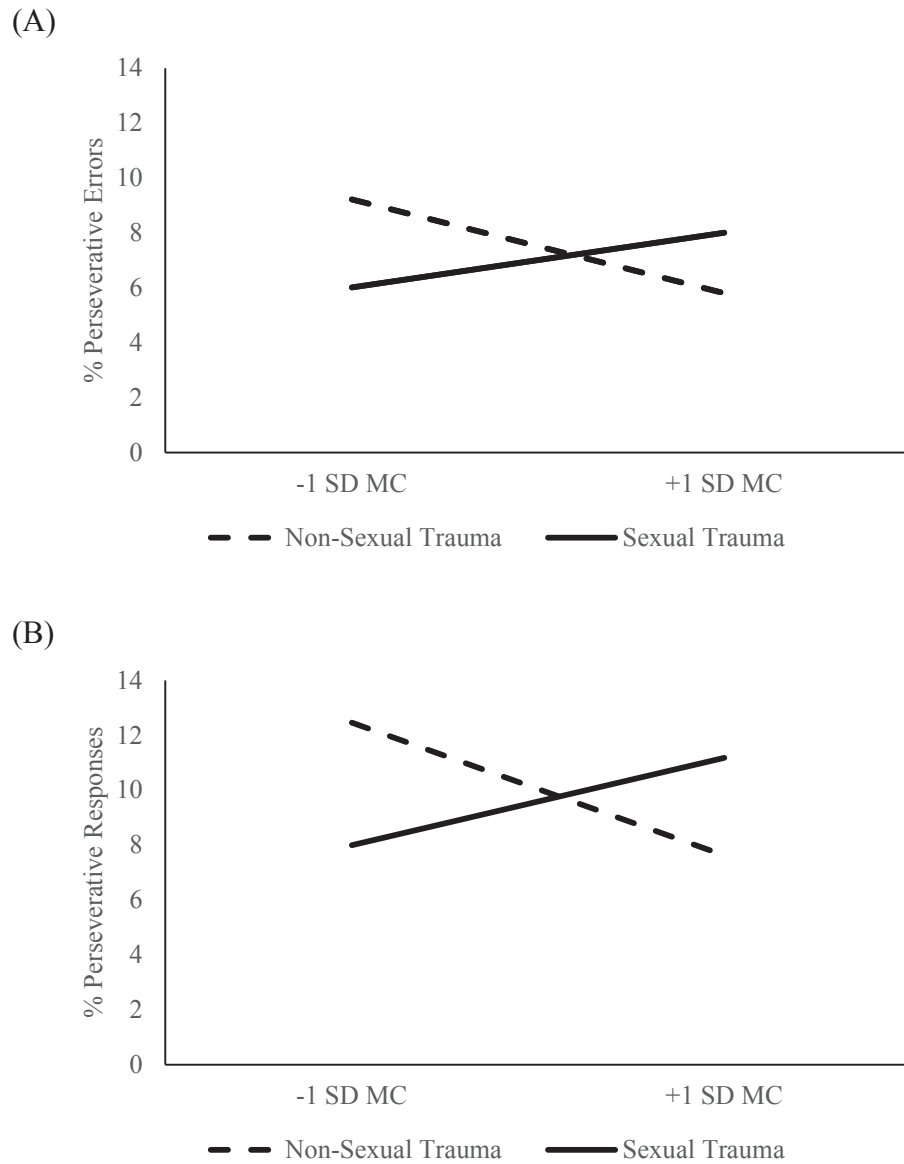 (A)
14
12
10
8
6
4
2
0
% Perseverative Errors
-1 SD MC +1 SD MC
Non-Sexual Trauma Sexual Trauma
(B)
14
12
10
8
6
4
2
0
% Perseverative Responses
-1 SD MC +1 SD MC
Non-Sexual Trauma Sexual Trauma